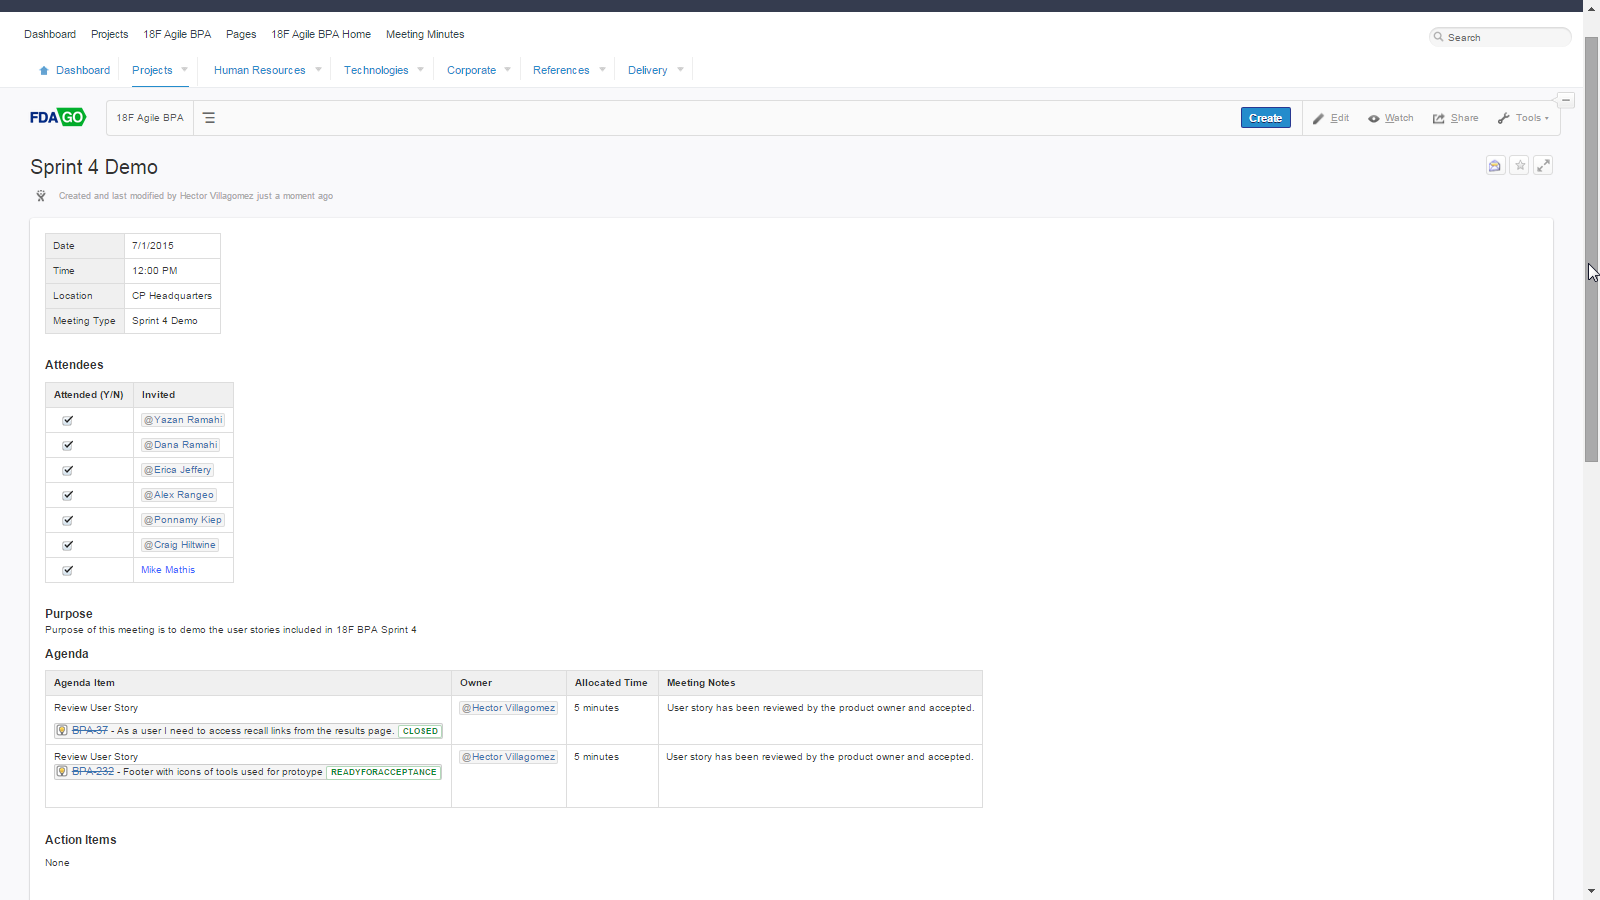 Dashboard Projects 18F Agile BPA Pages 18F Agile BPA Home Meeting Minutes
Search
Dashboard Projects Human Resources Technologies Corporate References Delivery
FDA GO 18F Agile BPA Create Edit Watch Share Tools
Sprint 4 Demo
Created and last modified by Hector Villagomez just a moment ago
Date 7/1/2015
Time 12:00 PM
Location CP Headquarters
Meeting Type Sprint 4 Demo
Attendees
Attended (Y/N) Invited
@Yazan Ramahi
@Dana Ramahi
@Erica Jeffery
@Alex Rangeo
@Ponnamy Kiep
@Craig Hiltwine
Mike Mathis
Purpose
Purpose of this meeting is to demo the user stories included in 18F BPA Sprint 4
Agenda
Agenda Item Owner Allocated Time Meeting Notes
Review User Story @Hector Villagomez 5 minutes User story has been reviewed by the product owner and accepted.
BPA-37 - As a user I need to access recall links from the results page. CLOSED
Review User Story @Hector Villagomez 5 minutes User story has been reviewed by the product owner and accepted.
BPA-232 - Footer with icons of tools used for protoype READYFORACCEPTANCE
Action Items
None